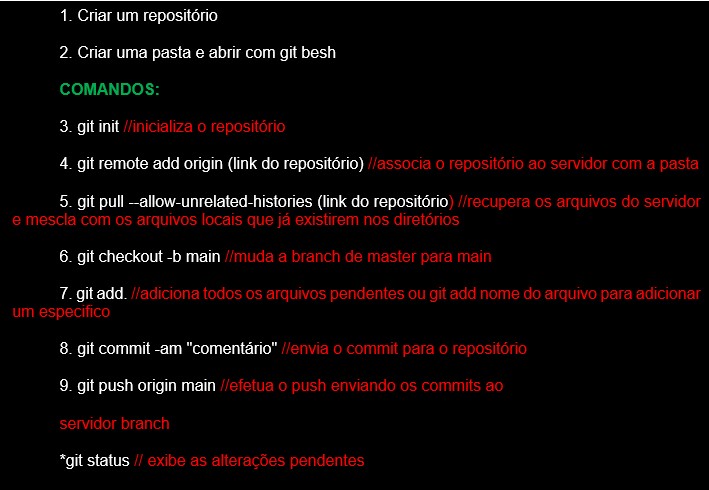 1. Criar um repositório
2. Criar uma pasta e abrir com git besh
COMANDOS:
3. git init //inicializa o repositório
4. git remote add origin (link do repositório) //associa o repositório ao servidor com a pasta
5. git pull --allow-unrelated-histories (link do repositório) //recupera os arquivos do servidor
e mescla com os arquivos locais que já existirem nos diretórios
6. git checkout -b main //muda a branch de master para main
7. git add. //adiciona todos os arquivos pendentes ou git add nome do arquivo para adicionar
um especifico
8. git commit -am "comentário" //envia o commit para o repositório
9. git push origin main //efetua o push enviando os commits ao
servidor branch
*git status // exibe as alterações pendentes